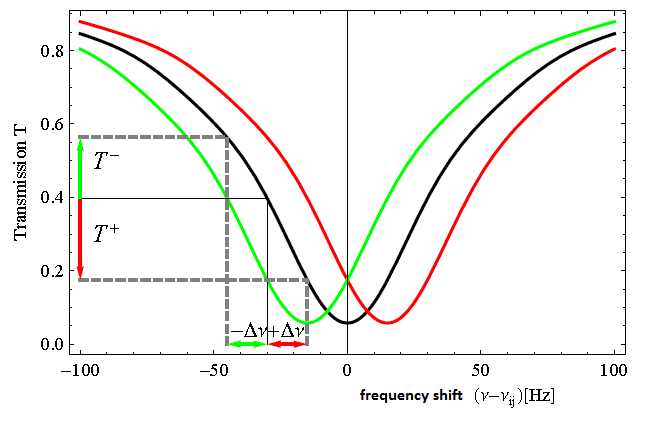 0.8
0.6
0.4
0.2
0.0
Transmission T
T⁻
T⁺
−Δν+Δν
−100
−50
0
50
100
frequency shift (ν−νij)[Hz]